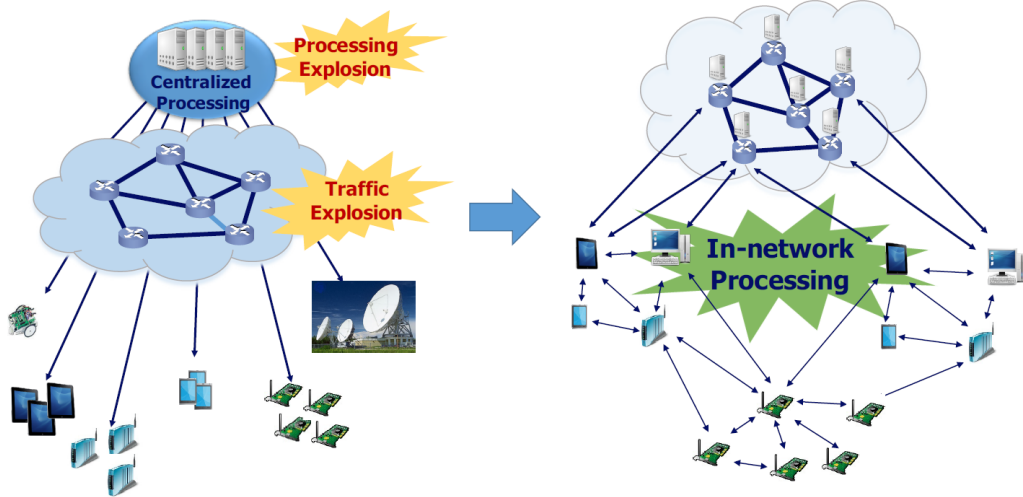 Processing
Explosion
Centralized
Processing
Traffic
Explosion
In-network
Processing